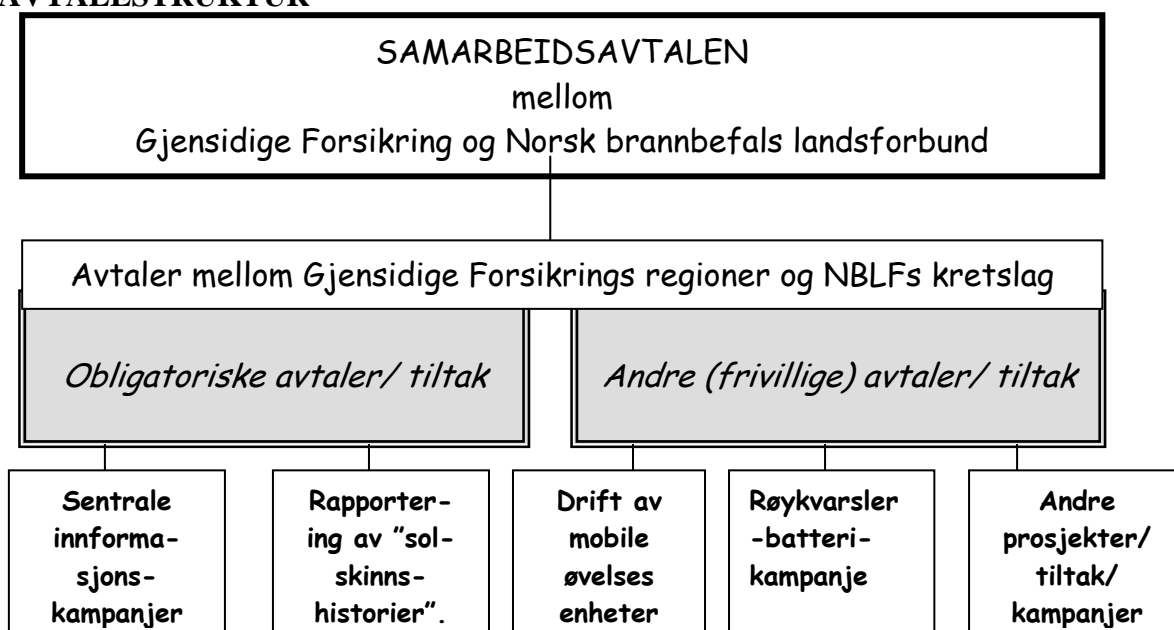 AVTALESTRUKTUR
SAMARBEIDSAVTALEN
mellom
Gjensidige Forsikring og Norsk brannbefals landsforbund
Avtaler mellom Gjensidige Forsikrings regioner og NBLFs kretslag
Obligatoriske avtaler/ tiltak
Andre (frivillige) avtaler/ tiltak
Sentrale
innforma-
sjons-
kampanjer
Rapporter-
ing av ”sol-
skinns-
historier”.
Drift av
mobile
øvelses
enheter
Røykvarsler
-batteri-
kampanje
Andre
prosjekter/
tiltak/
kampanjer